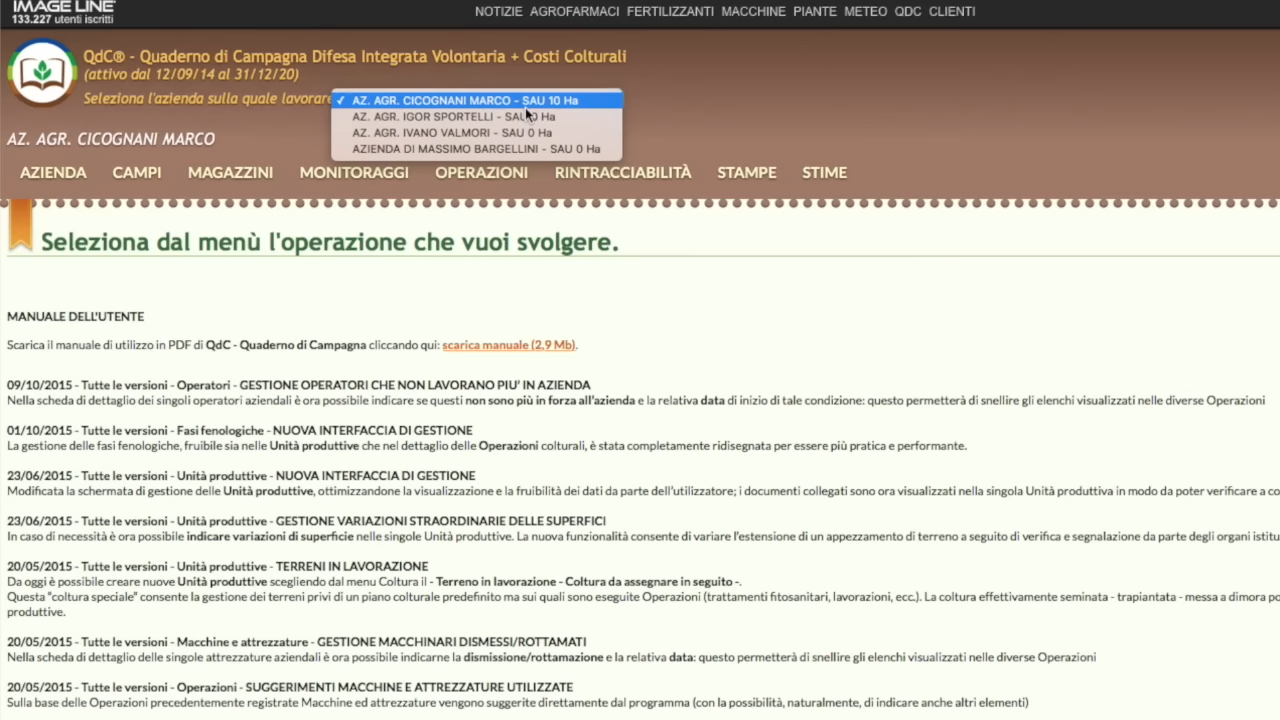 IMAGE LINE
133.227 utenti iscritti
NOTIZIE AGROFARMACI FERTILIZZANTI MACCHINE PIANTE METEO QDC CLIENTI
QdC® - Quaderno di Campagna Difesa Integrata Volontaria + Costi Colturali
(attivo dal 12/09/14 al 31/12/20)
Seleziona l'azienda sulla quale lavorare
✓ AZ. AGR. CICOGNANI MARCO - SAU 10 Ha
AZ. AGR. IGOR SPORTELLI - SAU 0 Ha
AZ. AGR. IVANO VALMORI - SAU 0 Ha
AZIENDA DI MASSIMO BARGELLINI - SAU 0 Ha
AZ. AGR. CICOGNANI MARCO
AZIENDA CAMPI MAGAZZINI MONITORAGGI OPERAZIONI RINTRACCIABILITÀ STAMPE STIME
Seleziona dal menù l'operazione che vuoi svolgere.
MANUALE DELL'UTENTE
Scarica il manuale di utilizzo in PDF di QdC - Quaderno di Campagna cliccando qui: scarica manuale (2,9 Mb).
09/10/2015 - Tutte le versioni - Operatori - GESTIONE OPERATORI CHE NON LAVORANO PIU' IN AZIENDA
Nella scheda di dettaglio dei singoli operatori aziendali è ora possibile indicare se questi non sono più in forza all'azienda e la relativa data di inizio di tale condizione: questo permetterà di snellire gli elenchi visualizzati nelle diverse Operazioni
01/10/2015 - Tutte le versioni - Fasi fenologiche - NUOVA INTERFACCIA DI GESTIONE
La gestione delle fasi fenologiche, fruibile sia nelle Unità produttive che nel dettaglio delle Operazioni colturali, è stata completamente ridisegnata per essere più pratica e performante.
23/06/2015 - Tutte le versioni - Unità produttive - NUOVA INTERFACCIA DI GESTIONE
Modificata la schermata di gestione delle Unità produttive, ottimizzandone la visualizzazione e la fruibilità dei dati da parte dell'utilizzatore; i documenti collegati sono ora visualizzati nella singola Unità produttiva in modo da poter verificare a co
23/06/2015 - Tutte le versioni - Unità produttive - GESTIONE VARIAZIONI STRAORDINARIE DELLE SUPERFICI
In caso di necessità è ora possibile indicare variazioni di superficie nelle singole Unità produttive. La nuova funzionalità consente di variare l'estensione di un appezzamento di terreno a seguito di verifica e segnalazione da parte degli organi istitu
20/05/2015 - Tutte le versioni - Unità produttive - TERRENI IN LAVORAZIONE
Da oggi è possibile creare nuove Unità produttive scegliendo dal menu Coltura il - Terreno in lavorazione - Coltura da assegnare in seguito -.
Questa "coltura speciale" consente la gestione dei terreni privi di un piano colturale predefinito ma sui quali sono eseguite Operazioni (trattamenti fitosanitari, lavorazioni, ecc.). La coltura effettivamente seminata - trapiantata - messa a dimora po
produttive.
20/05/2015 - Tutte le versioni - Macchine e attrezzature - GESTIONE MACCHINARI DISMESSI/ROTTAMATI
Nella scheda di dettaglio delle singole attrezzature aziendali è ora possibile indicarne la dismissione/rottamazione e la relativa data: questo permetterà di snellire gli elenchi visualizzati nelle diverse Operazioni
20/05/2015 - Tutte le versioni - Operazioni - SUGGERIMENTI MACCHINE E ATTREZZATURE UTILIZZATE
Sulla base delle Operazioni precedentemente registrate Macchine ed attrezzature vengono suggerite direttamente dal programma (con la possibilità, naturalmente, di indicare anche altri elementi)